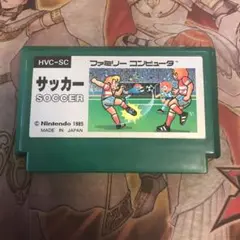 HVC-SC
ファミリー コンピュータ
サッカー
SOCCER
© Nintendo 1985
MADE IN JAPAN